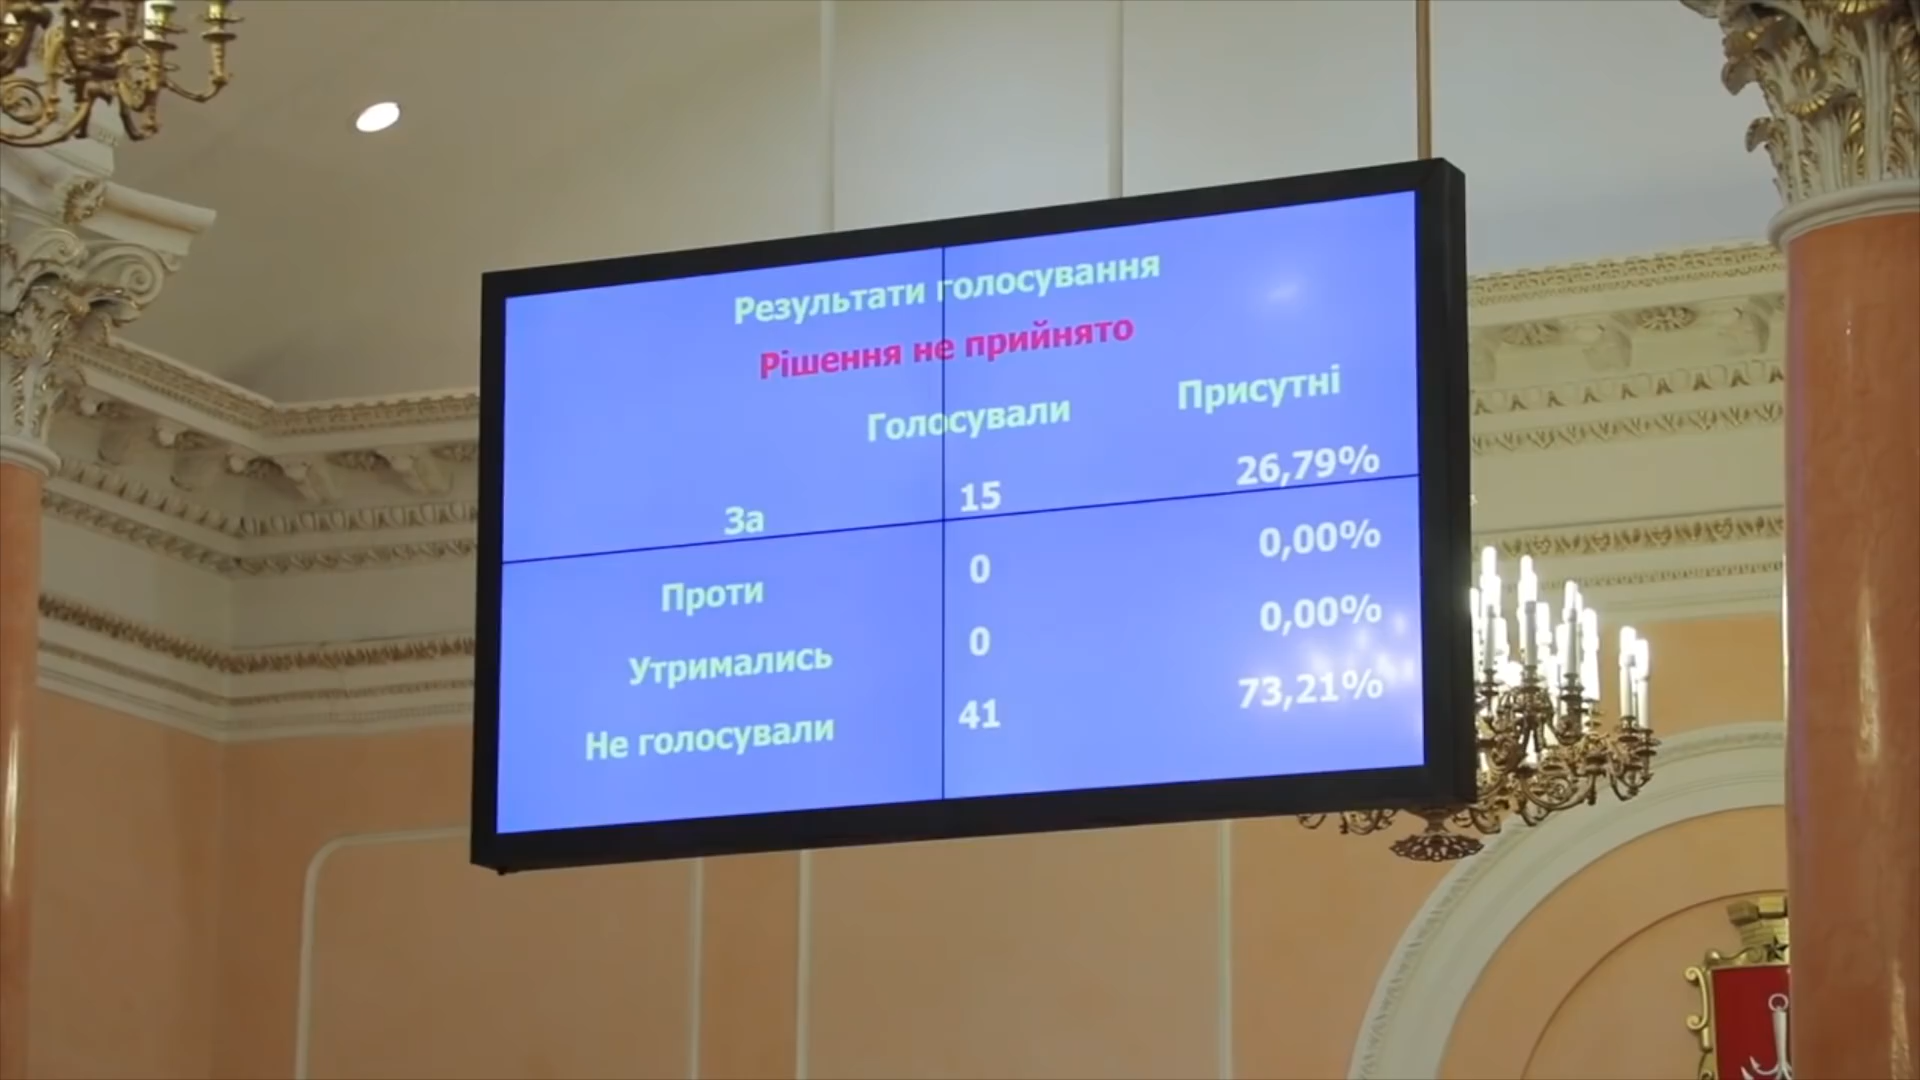 Результати голосування
Рішення не прийнято
Голосували Присутні
За 15 26,79%
Проти 0 0,00%
Утримались 0 0,00%
Не голосували 41 73,21%